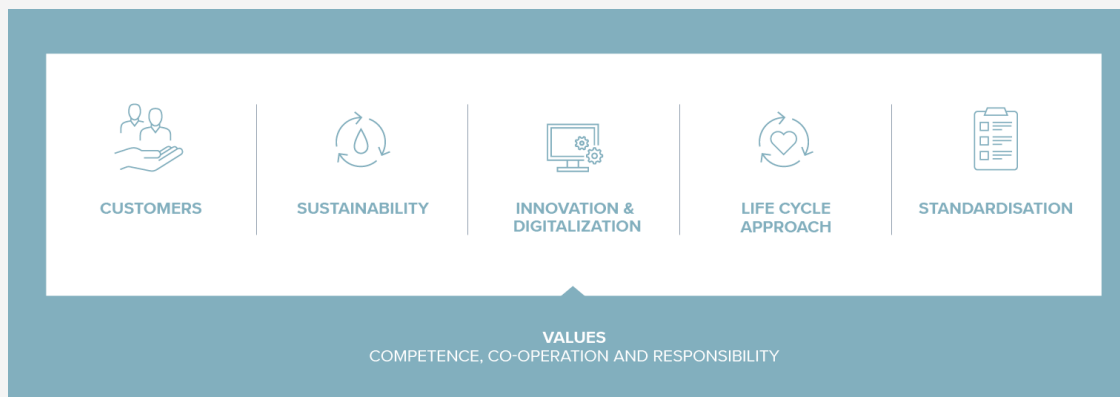 CUSTOMERS
SUSTAINABILITY
INNOVATION &
DIGITALIZATION
LIFE CYCLE
APPROACH
STANDARDISATION
VALUES
COMPETENCE, CO-OPERATION AND RESPONSIBILITY